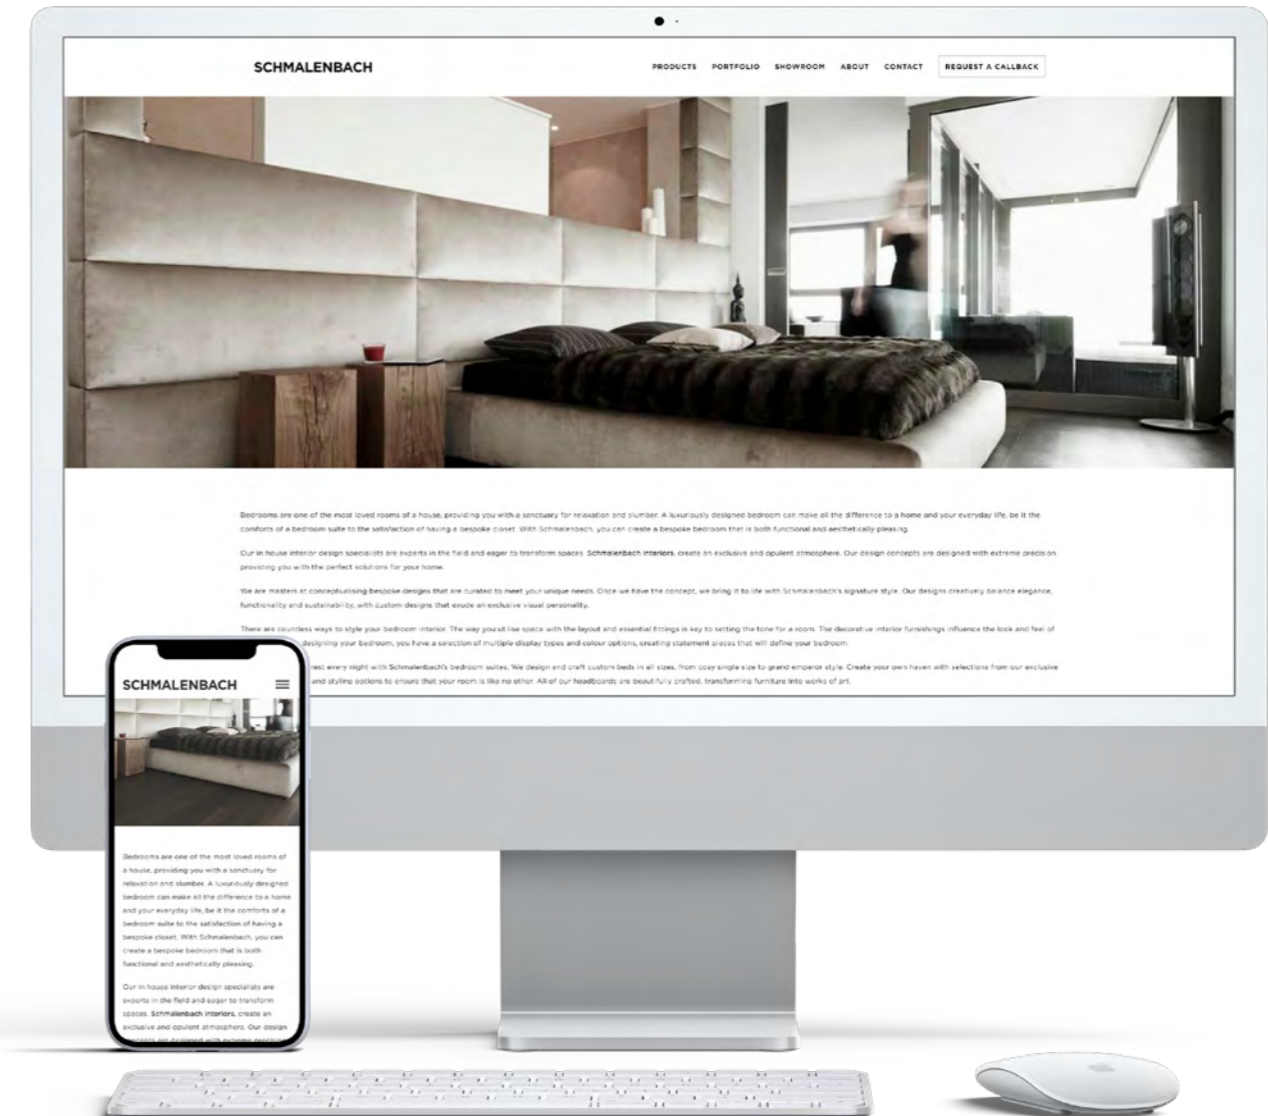 SCHMALENBACH
PRODUCTS PORTFOLIO SHOWROOM ABOUT CONTACT REQUEST A CALLBACK
Bedrooms are one of the most loved rooms of a house, providing you with a sanctuary for relaxation and slumber. A luxuriously designed bedroom can make all the difference to a home and your everyday life, be it the
comforts of a bedroom suite to the satisfaction of having a bespoke closet. With Schmalenbach, you can create a bespoke bedroom that is both functional and aesthetically pleasing.
Our in house interior design specialists are experts in the field and eager to transform spaces. Schmalenbach interiors, create an exclusive and opulent atmosphere. Our design concepts are designed with extreme precision,
providing you with the perfect solutions for your home.
We are masters at conceptualising bespoke designs that are curated to meet your unique needs. Once we have the concept, we bring it to life with Schmalenbach's signature style. Our designs creatively balance elegance,
functionality and sustainability, with custom designs that exude an exclusive visual personality.
There are countless ways to style your bedroom interior. The way you utilise space with the layout and essential fittings is key to setting the tone for a room. The decorative interior furnishings influence the look and feel of
designing your bedroom, you have a selection of multiple display types and colour options, creating statement pieces that will define your bedroom.
rest every night with Schmalenbach's bedroom suites. We design and craft custom beds in all sizes, from cosy single size to grand emperor style. Create your own haven with selections from our exclusive
and styling options to ensure that your room is like no other. All of our headboards are beautifully crafted, transforming furniture into works of art.
SCHMALENBACH
Bedrooms are one of the most loved rooms of
a house, providing you with a sanctuary for
relaxation and slumber. A luxuriously designed
bedroom can make all the difference to a home
and your everyday life, be it the comforts of a
bedroom suite to the satisfaction of having a
bespoke closet. With Schmalenbach, you can
create a bespoke bedroom that is both
functional and aesthetically pleasing.
Our in house interior design specialists are
experts in the field and eager to transform
spaces. Schmalenbach interiors, create an
exclusive and opulent atmosphere. Our design
concepts are designed with extreme precision,